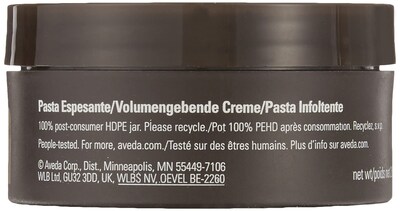 Pasta Espesante/Volumengebende Creme/Pasta Infoltente
100% post-consumer HDPE jar. Please recycle./Pot 100% PEHD après consommation. Recyclez, s.v.p.
People-tested. For more, aveda.com./Testé sur des êtres humains. Plus d'info sur aveda.com.
© Aveda Corp., Dist., Minneapolis, MN 55449-7106
WLB Ltd, GU32 3DD, UK, WLBS NV, OEVEL BE-2260
net wt/poids net